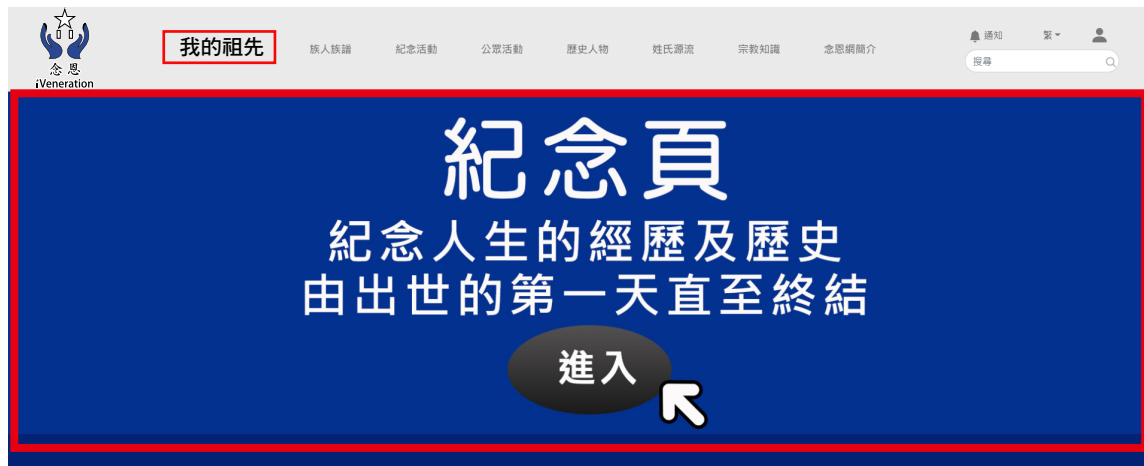 念恩
iVeneration
我的祖先
族人族譜
紀念活動
公眾活動
歷史人物
姓氏源流
宗教知識
念恩網簡介
通知
繁
搜尋
紀念頁
紀念人生的經歷及歷史
由出世的第一天直至終結
進入